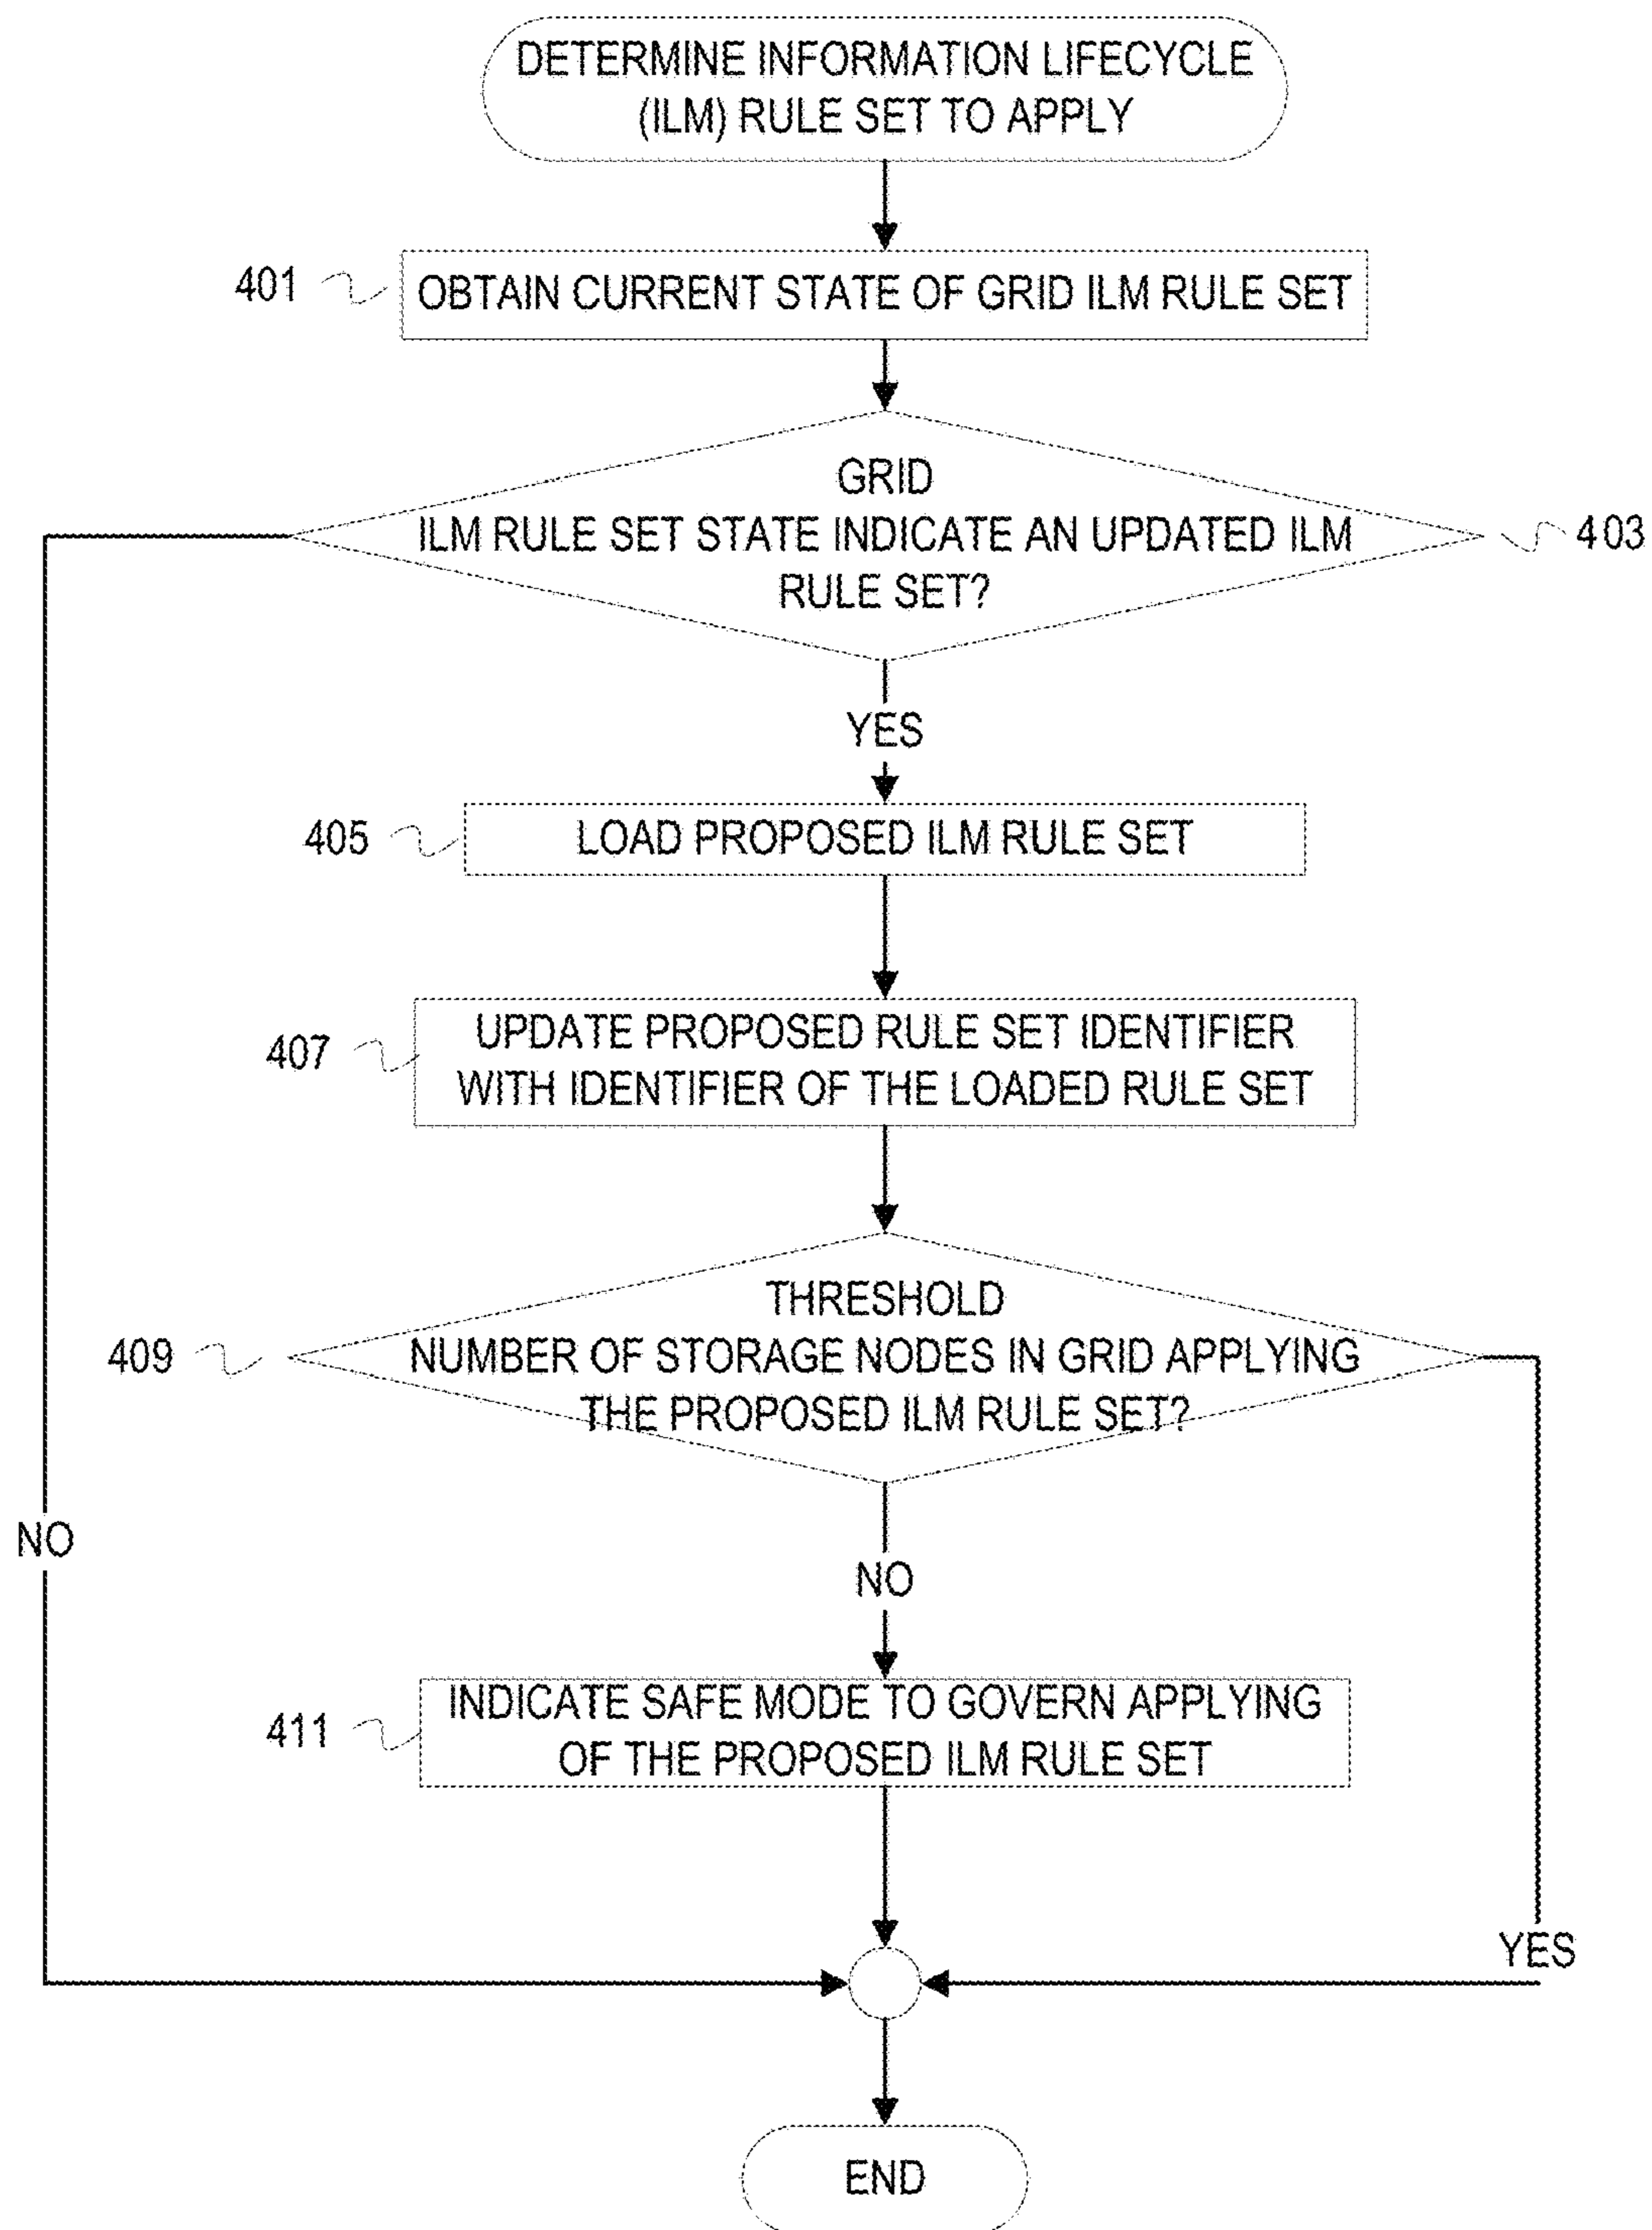 DETERMINE INFORMATION LIFECYCLE
(ILM) RULE SET TO APPLY
401
OBTAIN CURRENT STATE OF GRID ILM RULE SET
GRID
ILM RULE SET STATE INDICATE AN UPDATED ILM
RULE SET?
403
YES
405
LOAD PROPOSED ILM RULE SET
407
UPDATE PROPOSED RULE SET IDENTIFIER
WITH IDENTIFIER OF THE LOADED RULE SET
409
THRESHOLD
NUMBER OF STORAGE NODES IN GRID APPLYING
THE PROPOSED ILM RULE SET?
NO
NO
411
INDICATE SAFE MODE TO GOVERN APPLYING
OF THE PROPOSED ILM RULE SET
YES
END